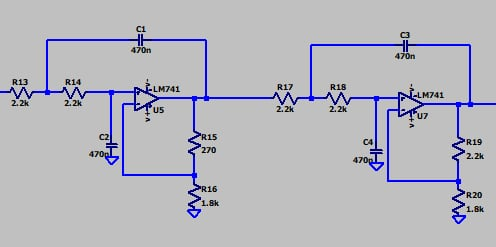 C1
470n
C3
470n
R13
2.2k
R14
2.2k
LM741
U5
V-
V+
C2
470n
R15
270
R16
1.8k
R17
2.2k
R18
2.2k
LM741
U7
V+
C4
470n
R19
2.2k
R20
1.8k